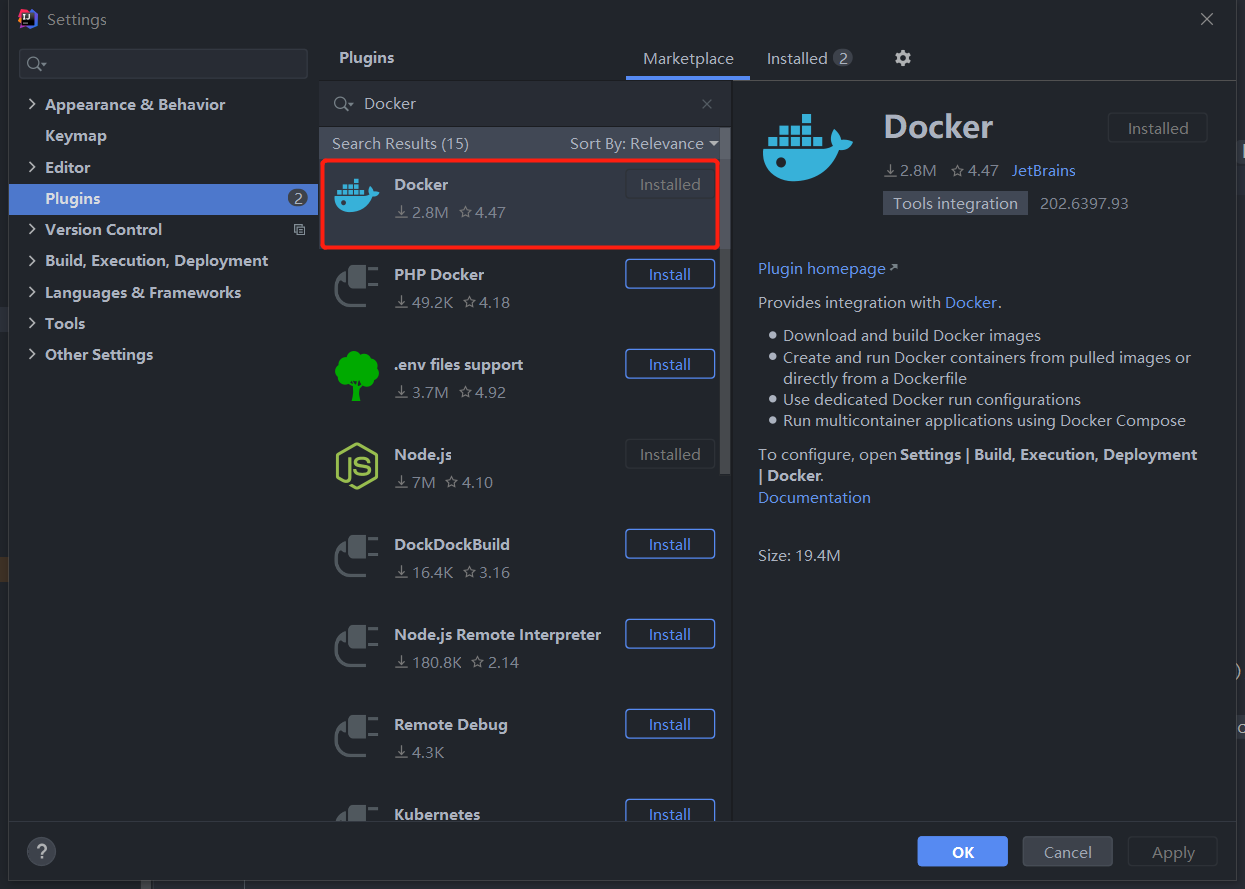 Settings
Plugins
Marketplace
Installed 2
Appearance & Behavior
Keymap
Editor
Plugins 2
Version Control
Build, Execution, Deployment
Languages & Frameworks
Tools
Other Settings
Docker
Search Results (15) Sort By: Relevance
Docker Installed
2.8M 4.47
PHP Docker Install
49.2K 4.18
.env files support Install
3.7M 4.92
Node.js Installed
7M 4.10
DockDockBuild Install
16.4K 3.16
Node.js Remote Interpreter Install
180.8K 2.14
Remote Debug Install
4.3K
Kubernetes Install
Docker Installed
2.8M 4.47 JetBrains
Tools integration 202.6397.93
Plugin homepage
Provides integration with Docker.
Download and build Docker images
Create and run Docker containers from pulled images or
directly from a Dockerfile
Use dedicated Docker run configurations
Run multicontainer applications using Docker Compose
To configure, open Settings | Build, Execution, Deployment
| Docker.
Documentation
Size: 19.4M
?
OK Cancel Apply